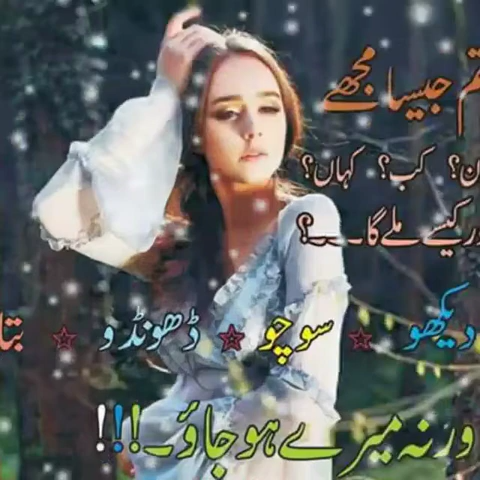 تم جیسا مجھے
کب؟ کہاں؟
کیسے ملے گا۔۔۔؟
دیکھو ☆ سوچو ☆ ڈھونڈو ☆
ورنہ میرے ہو جاؤ۔!!!